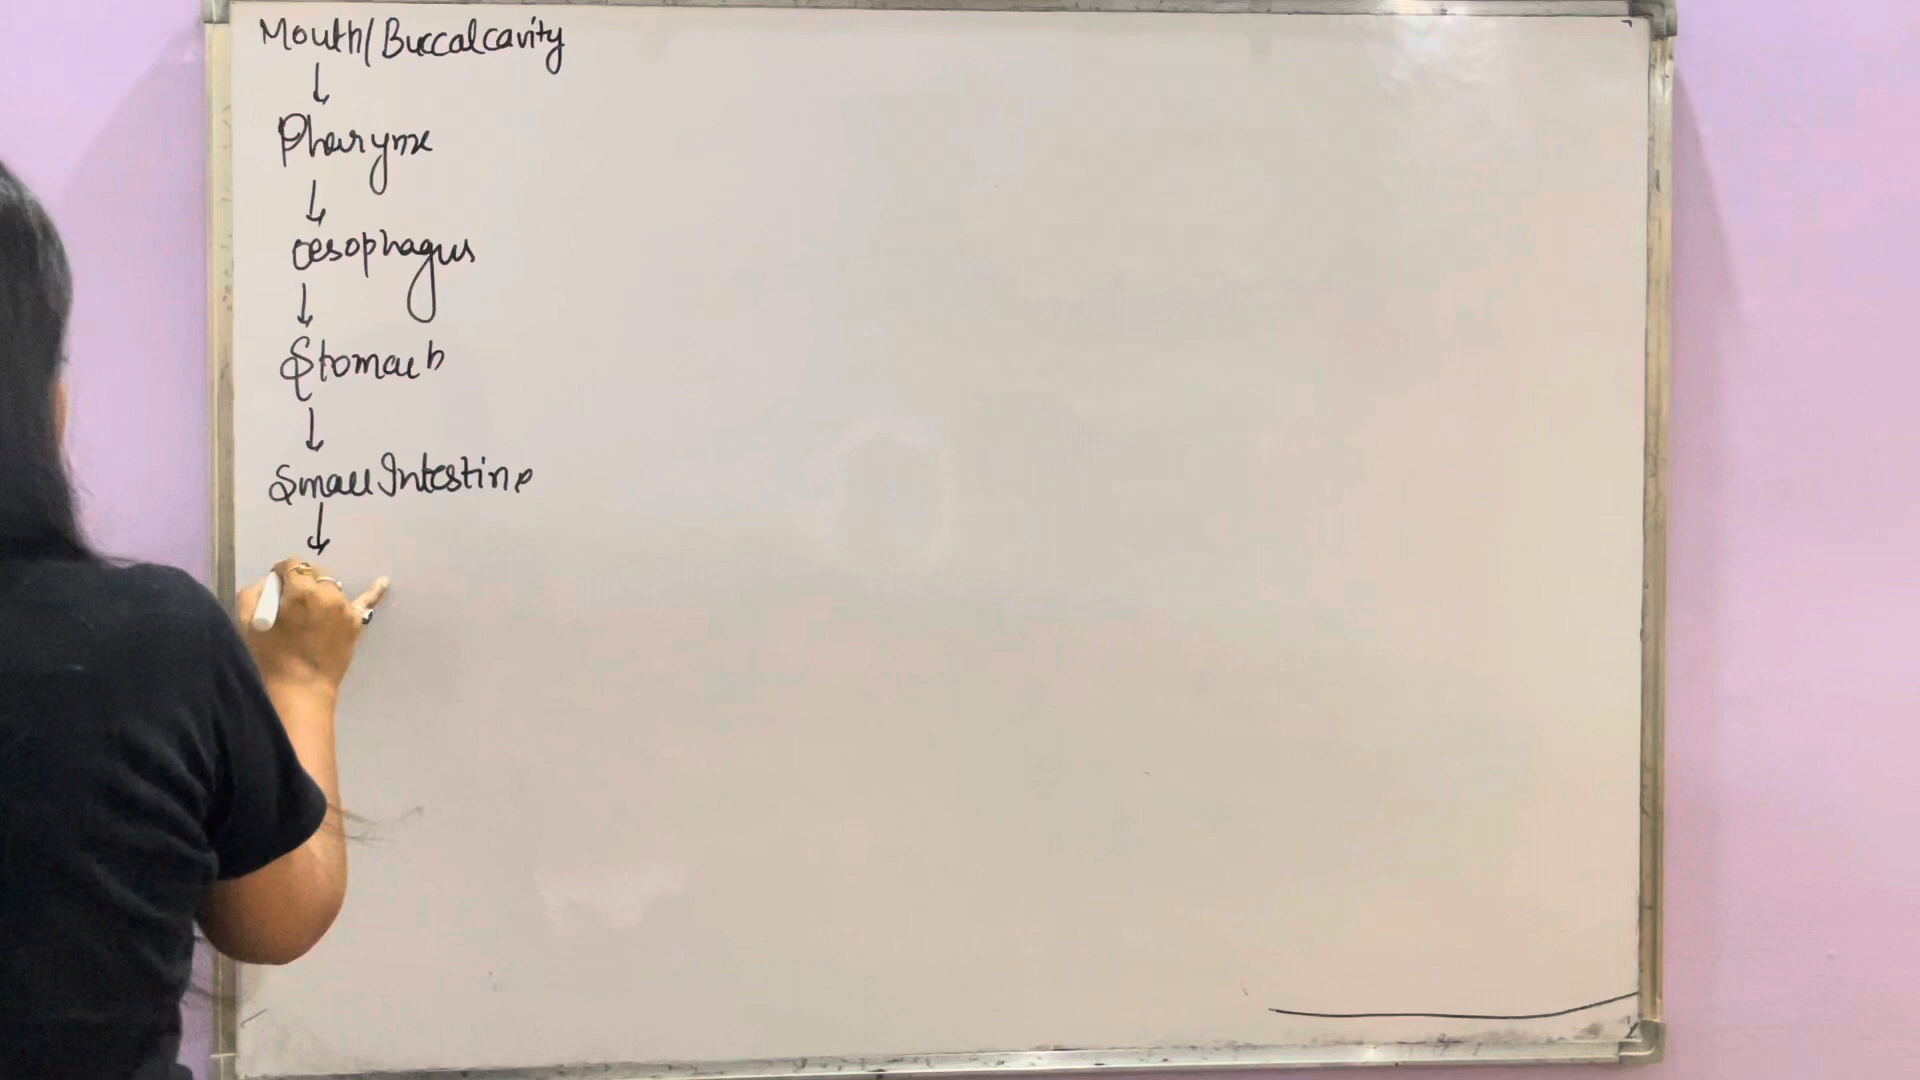 Mouth/Buccalcavity
↓
Pharynx
↓
Oesophagus
↓
Stomach
↓
Small Intestine
↓